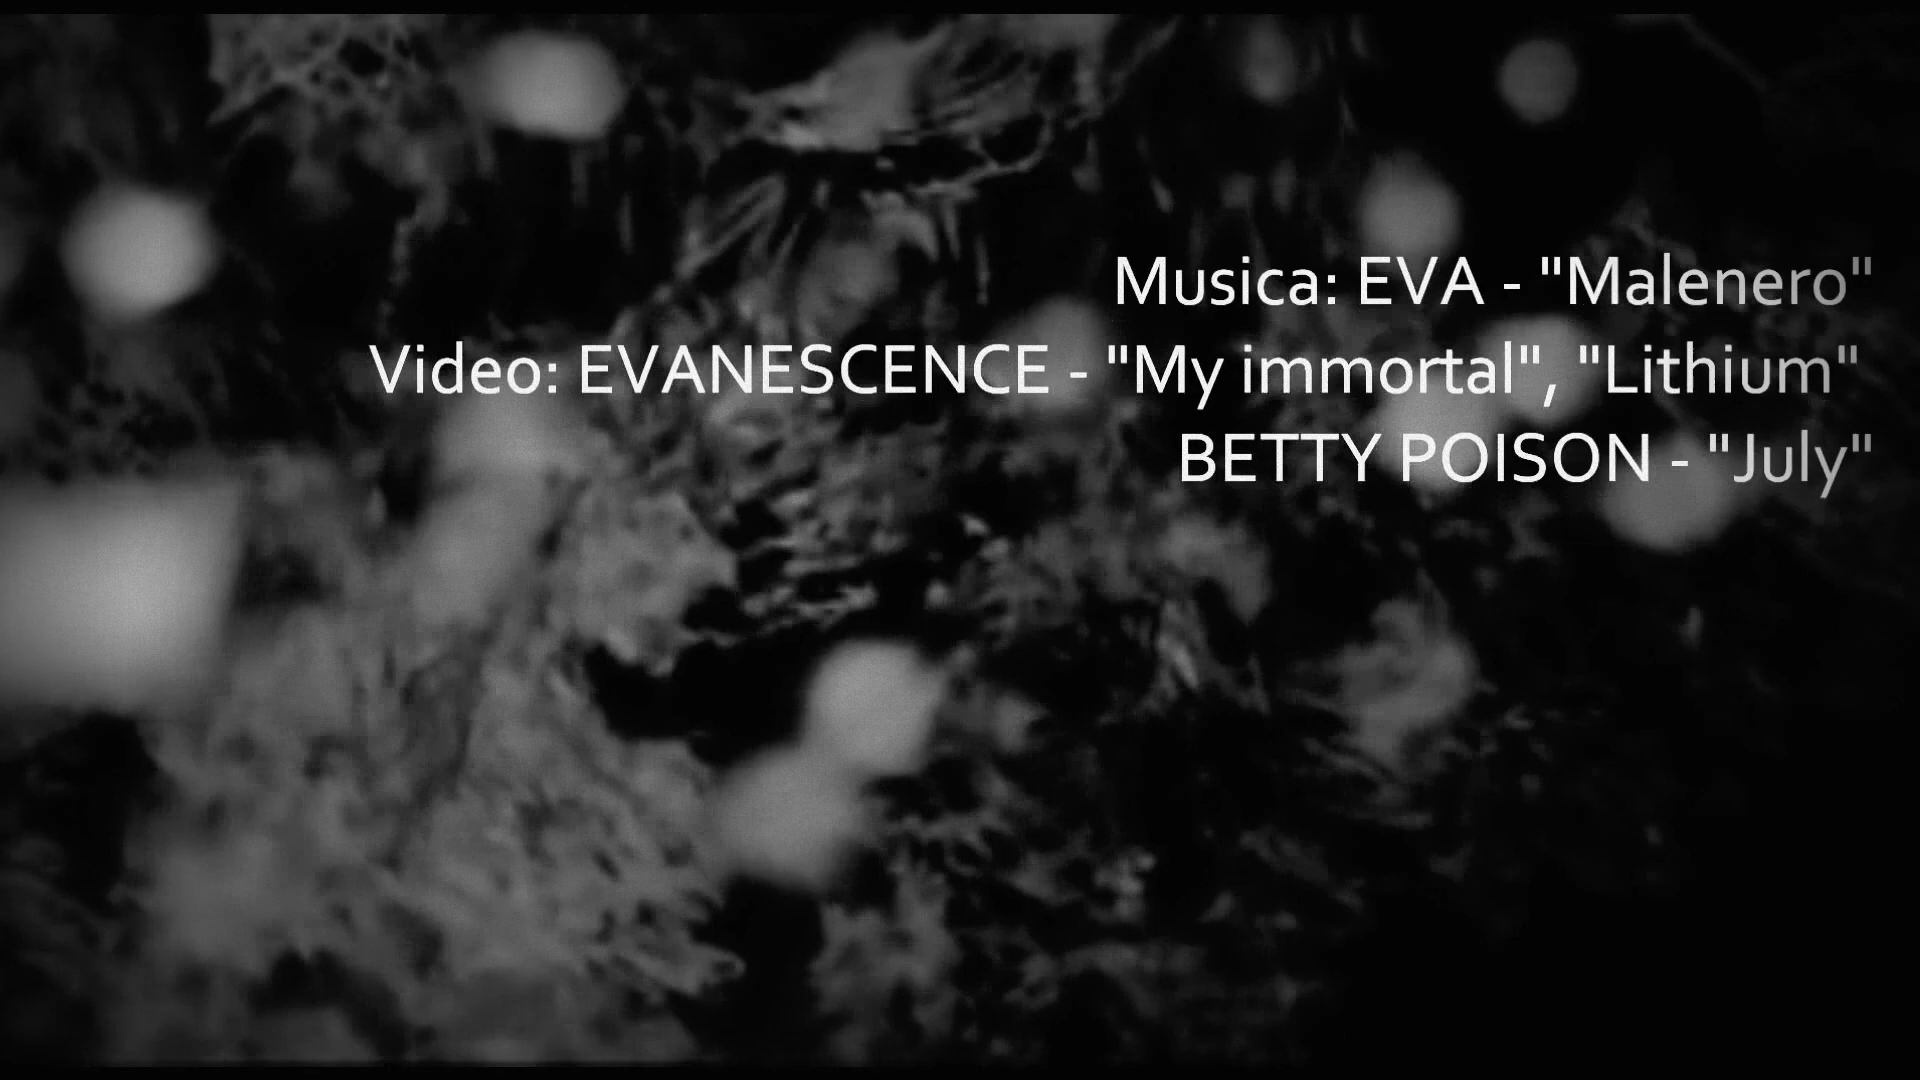 Musica: EVA - "Malenero"
Video: EVANESCENCE - "My immortal", "Lithium"
BETTY POISON - "July"